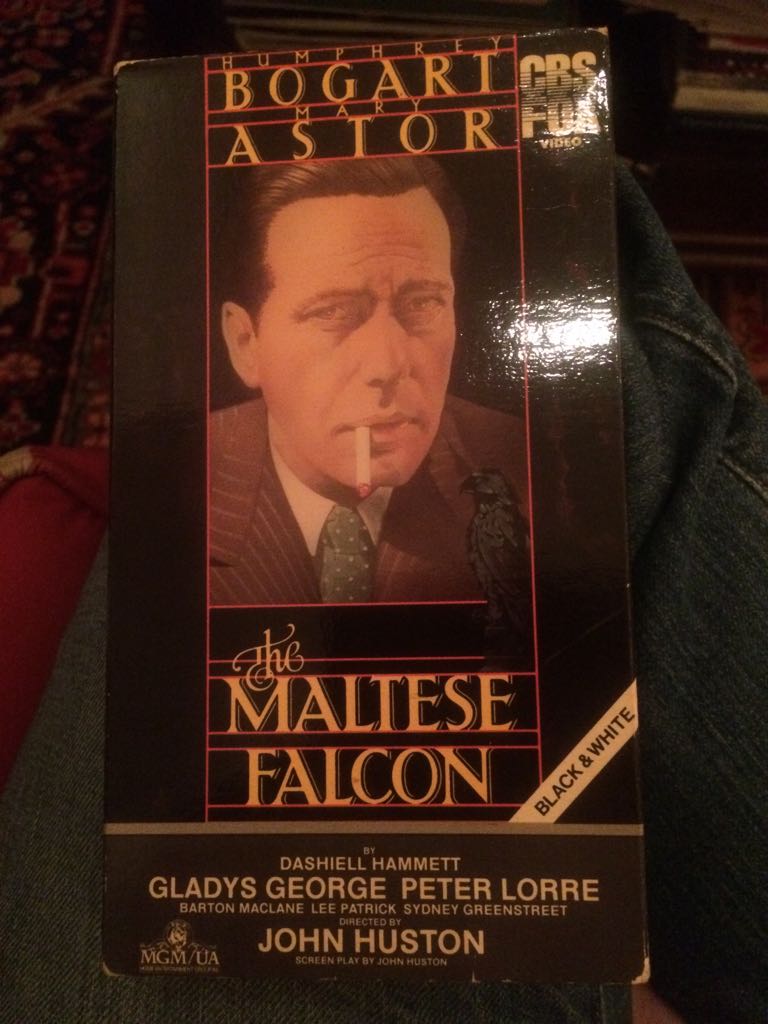 HUMPHREY
BOGART
MARY
ASTOR
CBS
FOX
VIDEO
The
MALTESE
FALCON
BLACK & WHITE
BY
DASHIELL HAMMETT
GLADYS GEORGE PETER LORRE
BARTON MACLANE LEE PATRICK SYDNEY GREENSTREET
DIRECTED BY
JOHN HUSTON
SCREEN PLAY BY JOHN HUSTON
MGM/UA